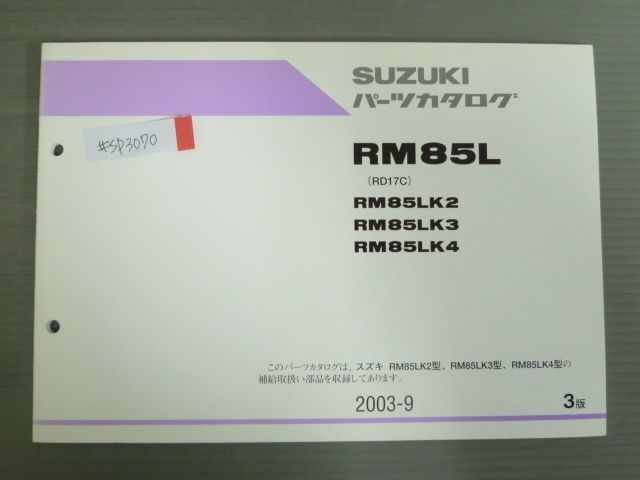 SUZUKI
パーツカタログ
#SP3070
RM85L
(RD17C)
RM85LK2
RM85LK3
RM85LK4
このパーツカタログは、スズキ RM85LK2型、RM85LK3型、RM85LK4型の
補給取扱い部品を収録してあります。
2003-9
3版